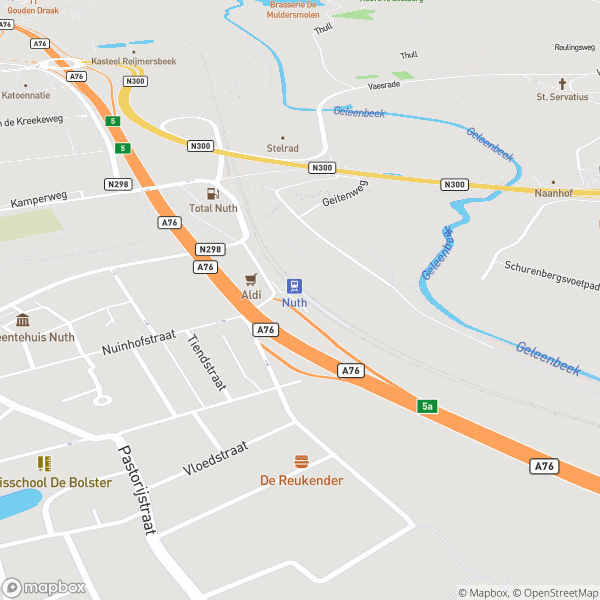 Brasserie De
Muldersmolen
Gouden Draak
A76
A76
Thull
Thull
Reulingsweg
Kasteel Reijmersbeek
A76
N300
Vaesrade
St. Servatius
Katoennatie
Geleenbeek
n de Kreekeweg
5
5
N300
Stelrad
Geleenbeek
N300
N298
N300
Kamperweg
Total Nuth
Geitenweg
Naanhof
A76
N298
A76
Geleenbeek
Schurenbergsvoetpad
Aldi
Nuth
eentehuis Nuth
Nuinhofstraat
A76
Tiendstraat
Geleenbeek
A76
5a
Pastorijstraat
Vloedstraat
A76
isschool De Bolster
De Reukender
mapbox
© Mapbox, © OpenStreetMap